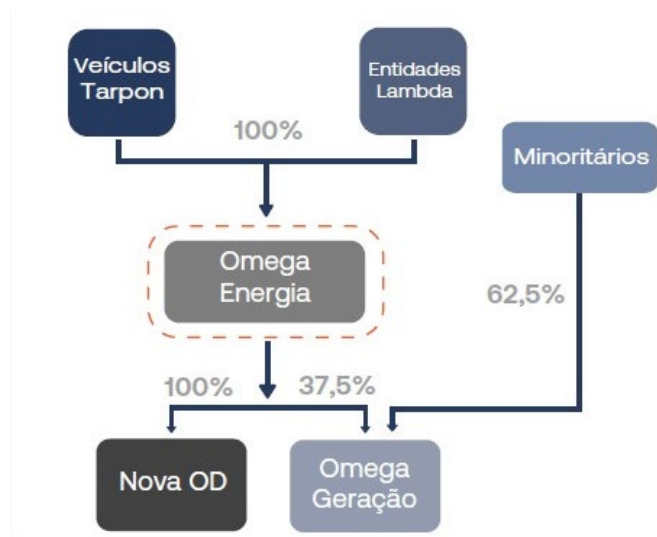 Veículos
Tarpon
Entidades
Lambda
100%
Minoritários
Omega
Energia
62,5%
100%
37,5%
Nova OD
Omega
Geração